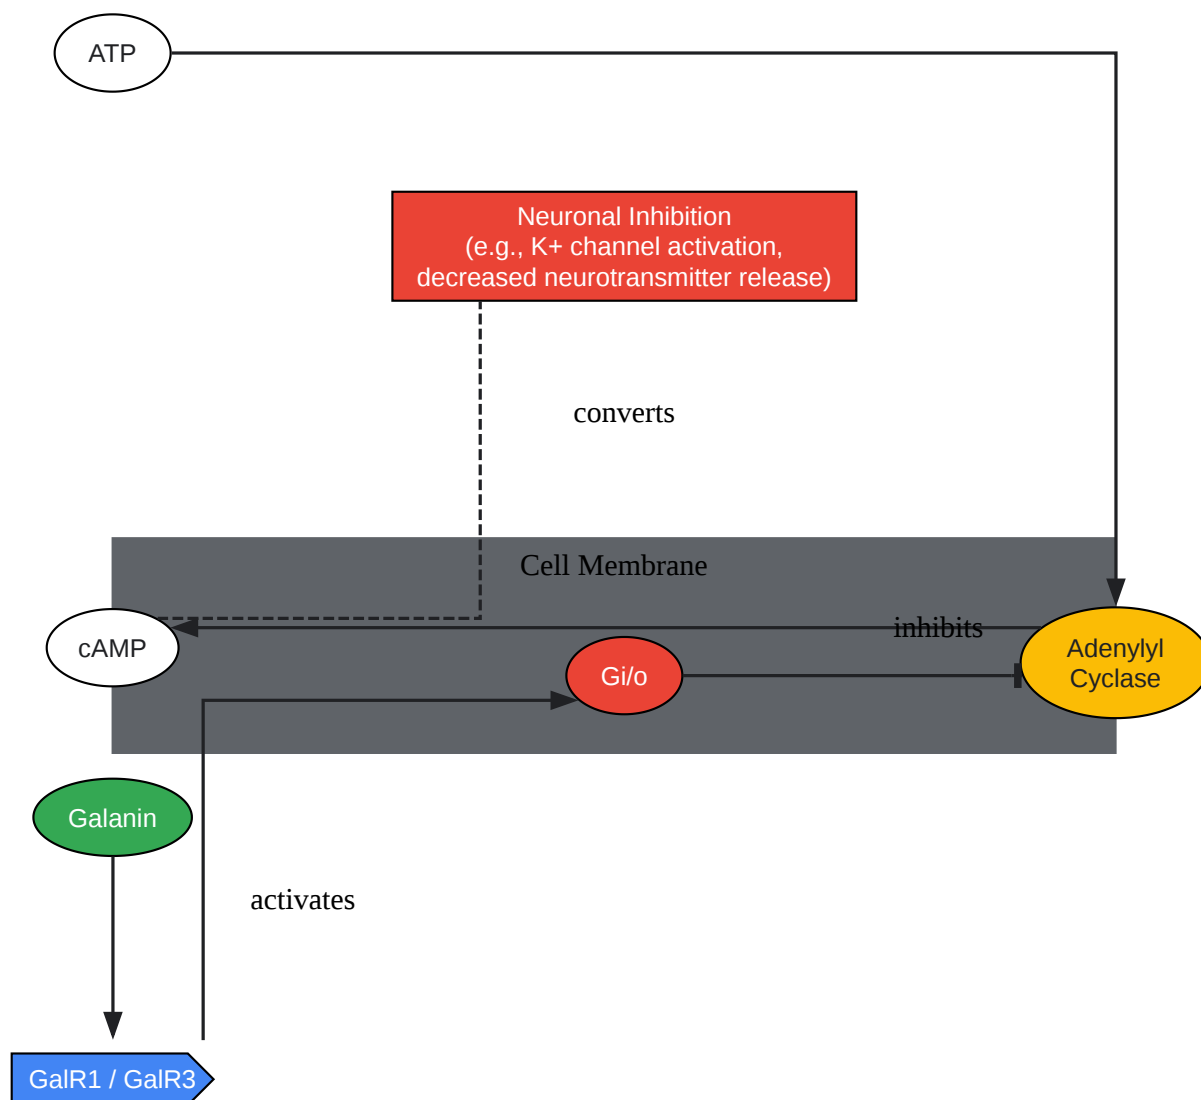 ATP
Neuronal Inhibition
(e.g., K+ channel activation,
decreased neurotransmitter release)
converts
Cell Membrane
inhibits
cAMP
Gi/o
Adenylyl
Cyclase
Galanin
activates
GalR1 / GalR3